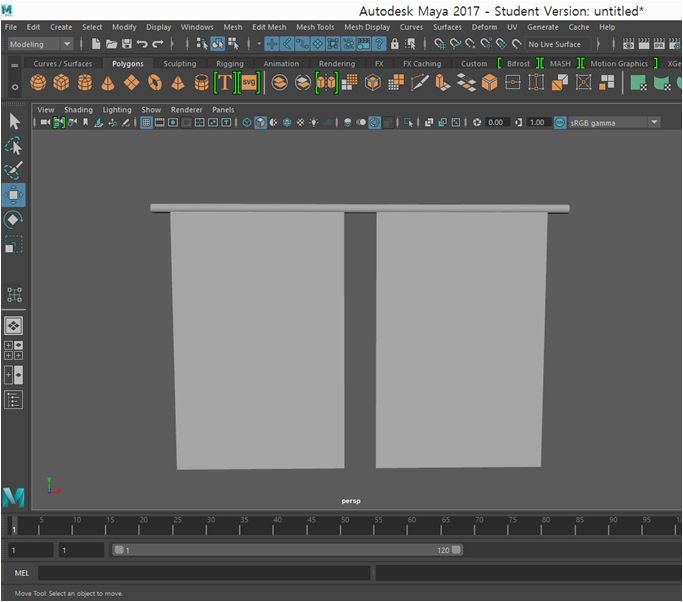 Autodesk Maya 2017 - Student Version: untitled*
File Edit Create Select Modify Display Windows Mesh Edit Mesh Mesh Tools Mesh Display Curves Surfaces Deform UV Generate Cache Help
Modeling No Live Surface
Curves / Surfaces Polygons Sculpting Rigging Animation Rendering FX FX Caching Custom Bifrost MASH Motion Graphics XGe
View Shading Lighting Show Renderer Panels
0.00 1.00 sRGB gamma
persp
5 10 15 20 25 30 35 40 45 50 55 60 65 70 75 80 85 90 95
1
1 1 1 120
MEL
Move Tool: Select an object to move.